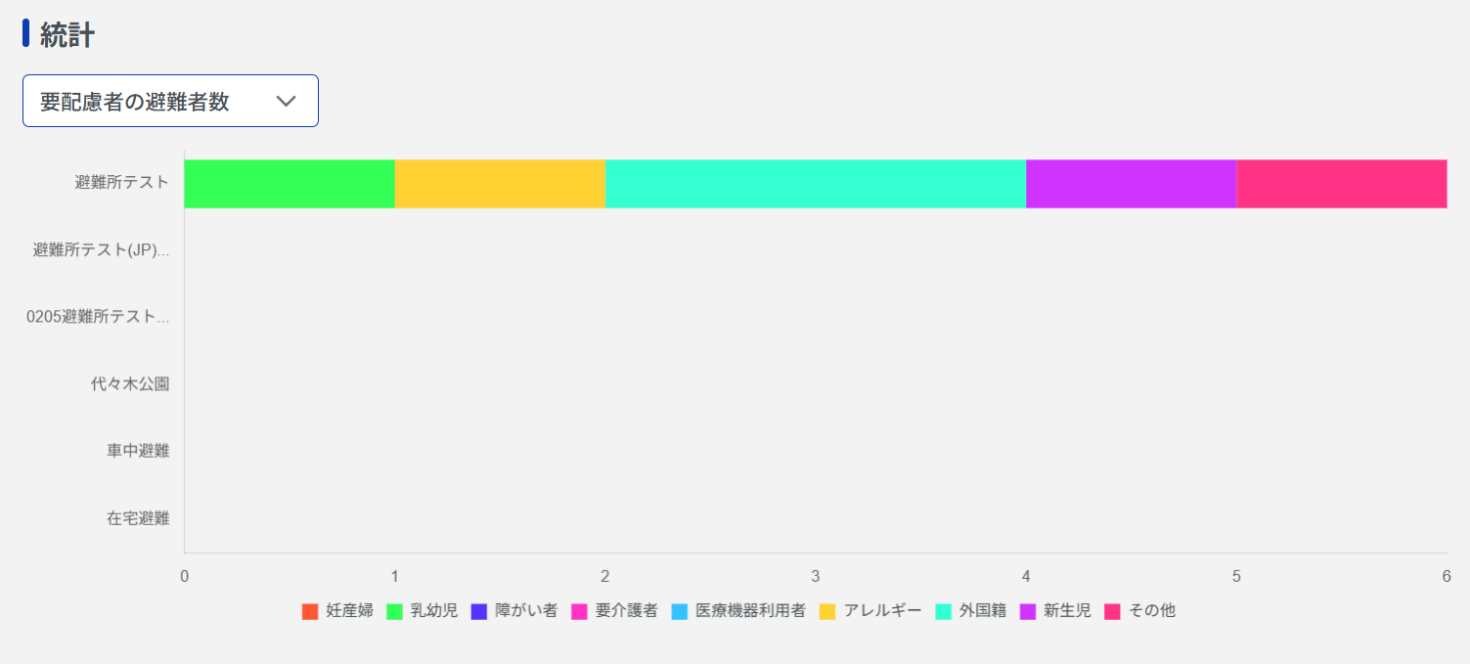 統計
要配慮者の避難者数
避難所テスト
避難所テスト(JP)...
0205避難所テスト...
代々木公園
車中避難
在宅避難
0 1 2 3 4 5 6
妊産婦 乳幼児 障がい者 要介護者 医療機器利用者 アレルギー 外国籍 新生児 その他